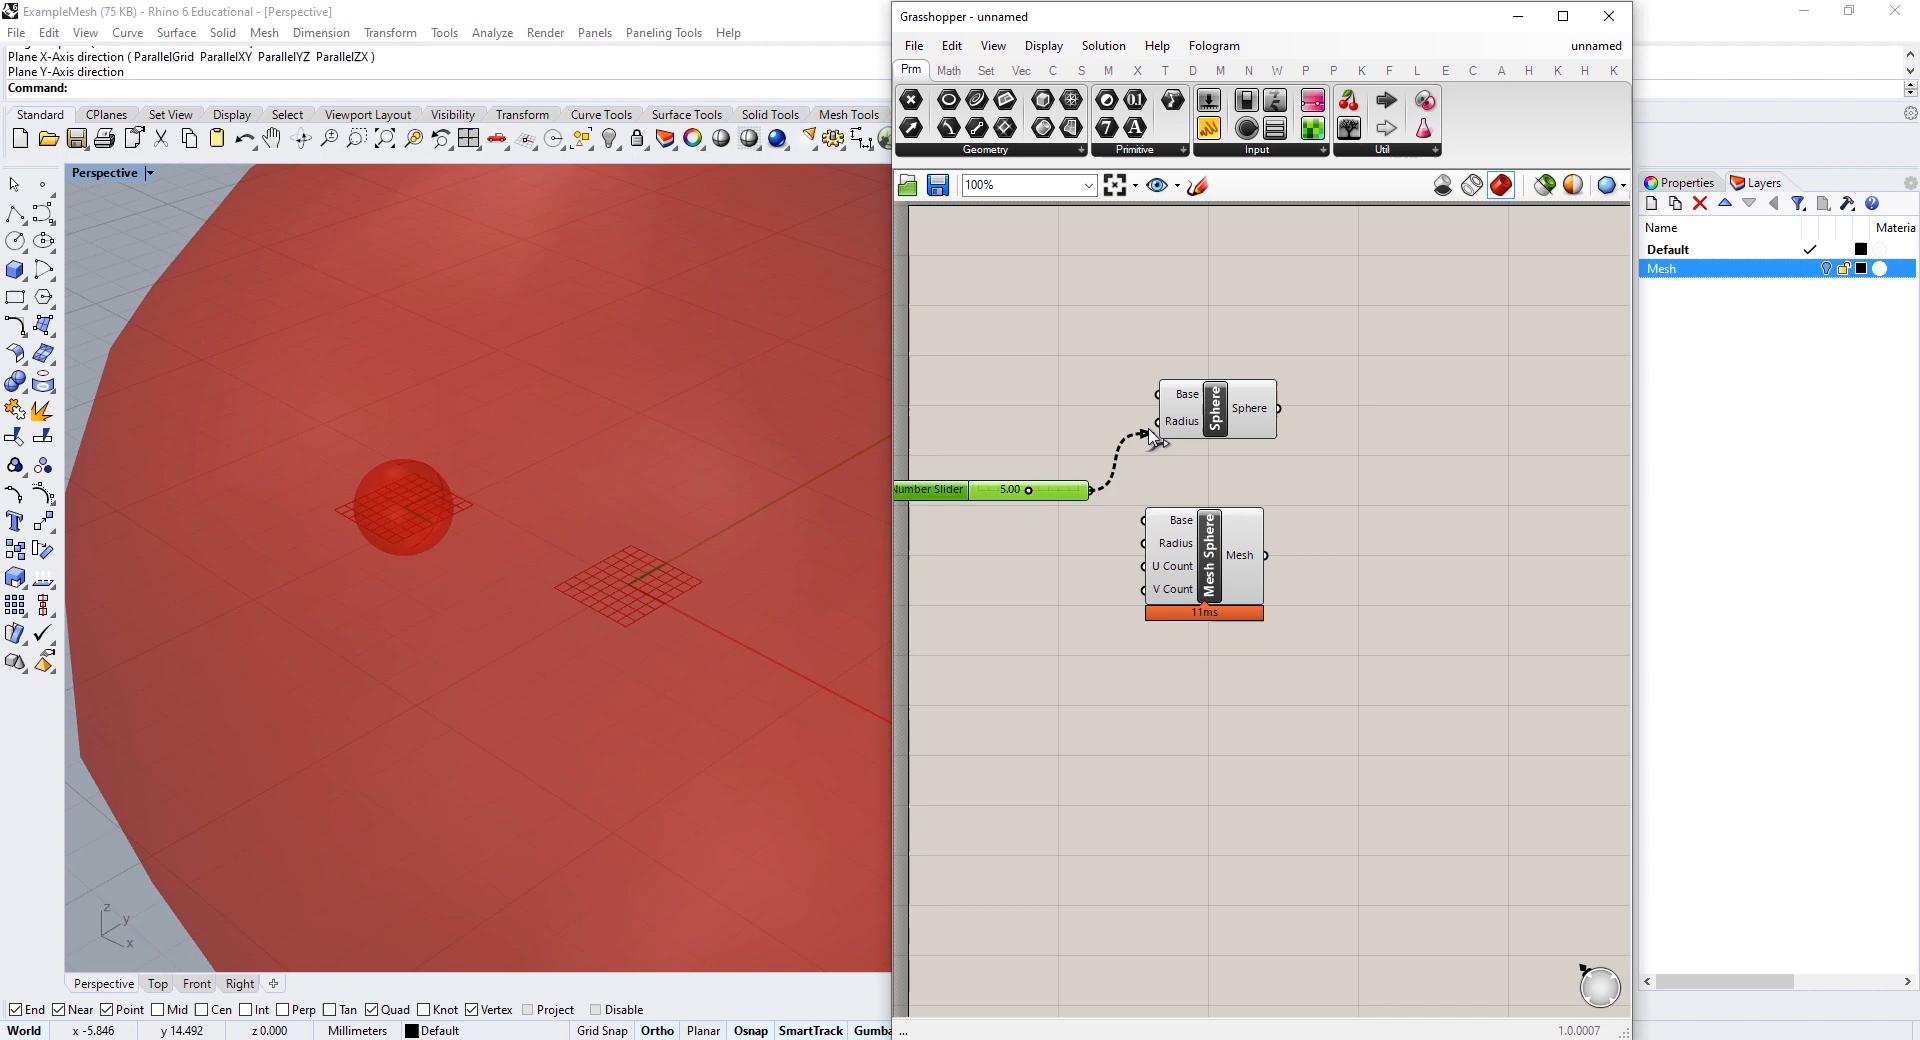 ExampleMesh (75 KB) - Rhino 6 Educational - [Perspective]
File Edit View Curve Surface Solid Mesh Dimension Transform Tools Analyze Render Panels Paneling Tools Help
Plane X-Axis direction ( ParallelGrid ParallelXY ParallelYZ ParallelZX )
Plane Y-Axis direction
Command:
Standard CPlanes Set View Display Select Viewport Layout Visibility Transform Curve Tools Surface Tools Solid Tools Mesh Tools
Perspective
Grasshopper - unnamed
File Edit View Display Solution Help Fologram unnamed
Prm Math Set Vec C S M X T D M N W P P K F L E C A H K H K
Geometry Primitive Input Util
100%
Base
Radius
Sphere
Sphere
Number Slider 5.00
Base
Radius
U Count
V Count
Mesh Sphere
Mesh
11ms
... 1.0.0007
Properties Layers
Name Materia
Default
Mesh
z
y
x
Perspective Top Front Right
End Near Point Mid Cen Int Perp Tan Quad Knot Vertex Project Disable
World x -5.846 y 14.492 z 0.000 Millimeters Default Grid Snap Ortho Planar Osnap SmartTrack Gumba